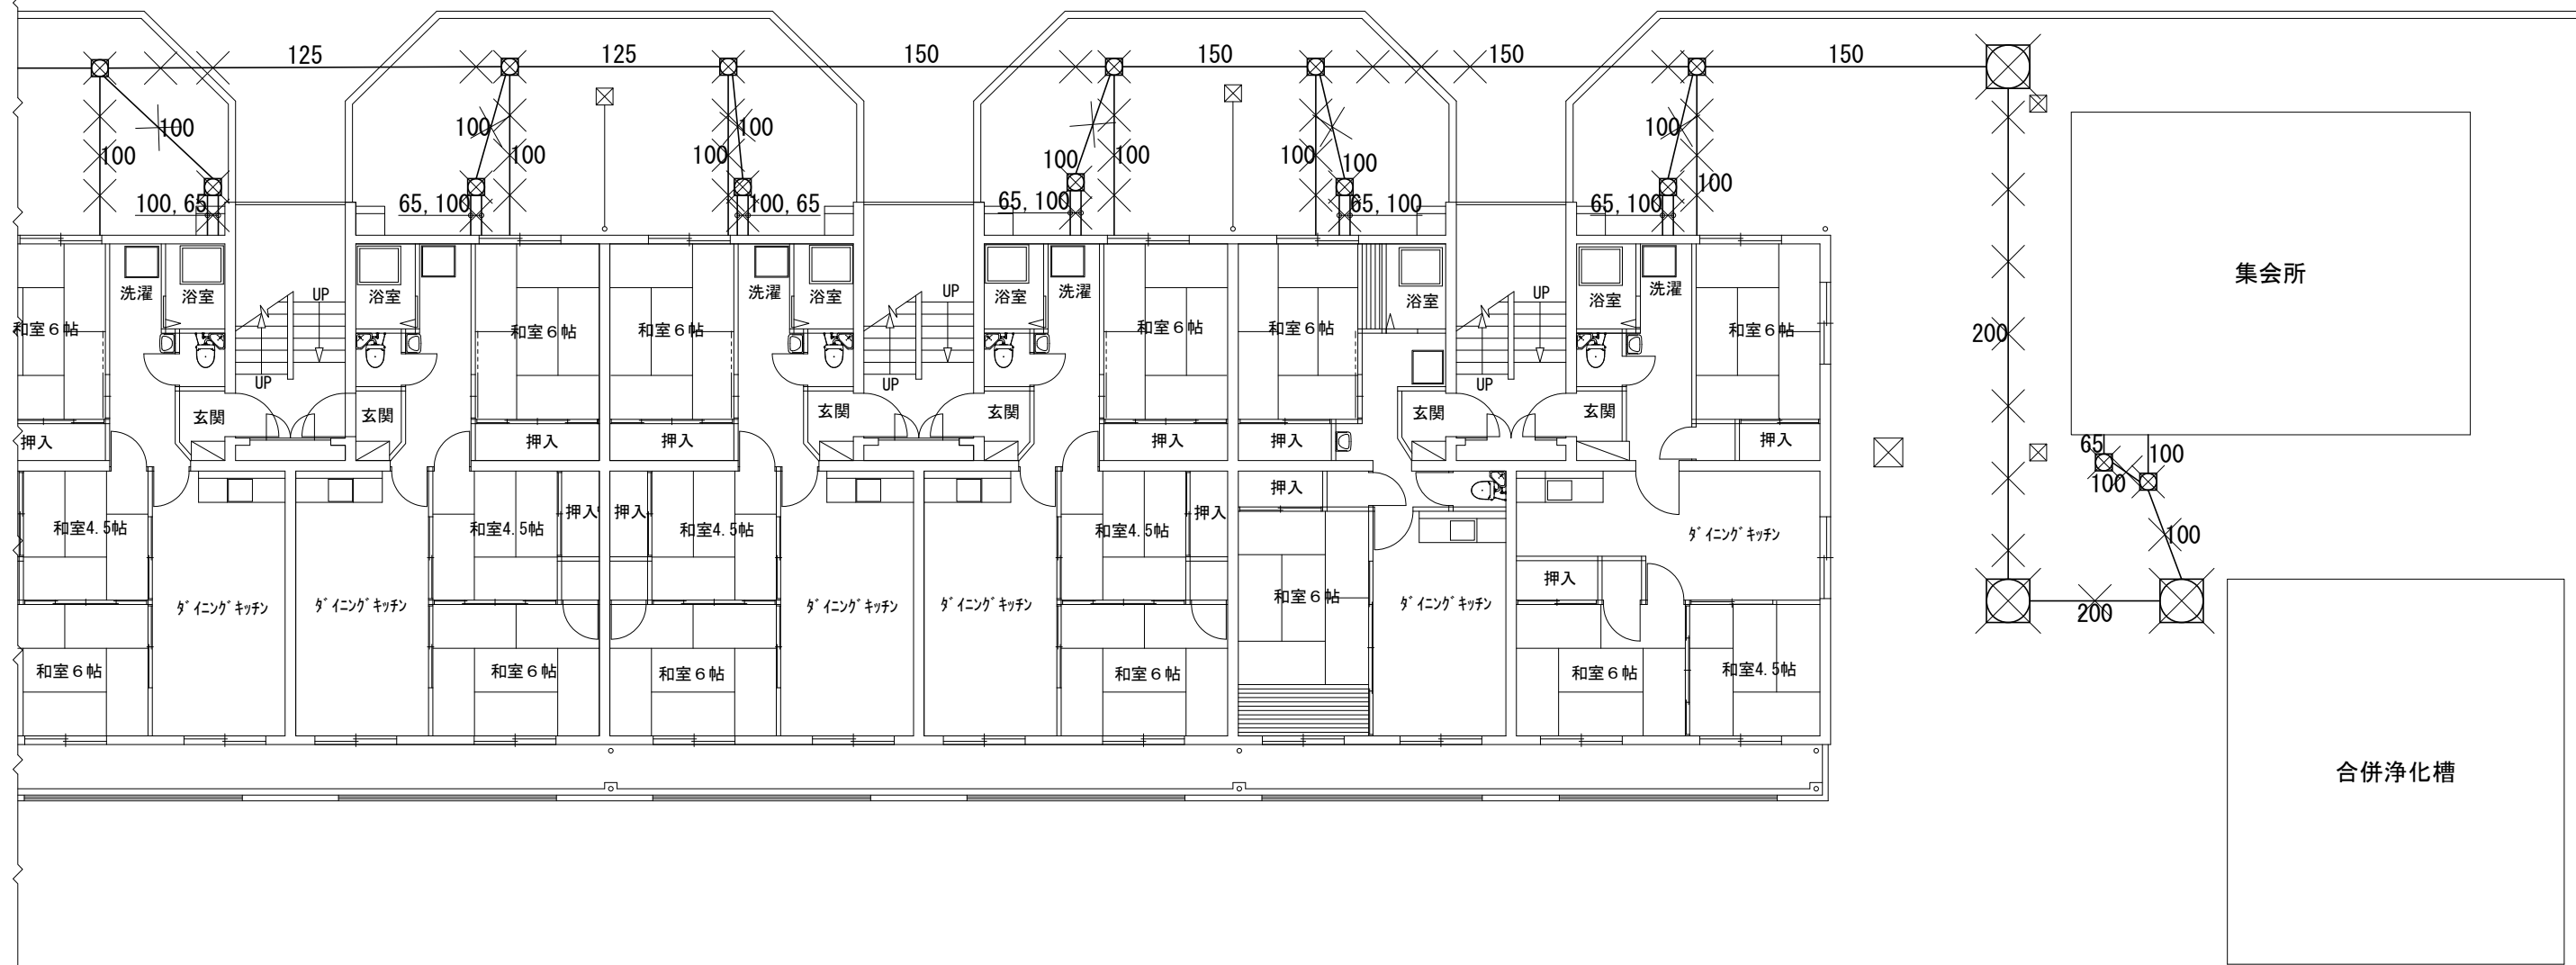 125
125
150
150
150
150
100
100
100
100
100
100
100
100
100
100
100
100
100,65
65,100
100,65
65,100
65,100
65,100
洗濯
浴室
UP
浴室
洗濯
浴室
UP
浴室
洗濯
浴室
UP
浴室
洗濯
集会所
和室6帖
和室6帖
和室6帖
和室6帖
和室6帖
和室6帖
200
UP
UP
UP
玄関
玄関
玄関
玄関
玄関
玄関
押入
押入
押入
押入
押入
押入
65
100
100
押入
和室4.5帖
和室4.5帖
押入
押入
和室4.5帖
和室4.5帖
押入
ダイニングキッチン
100
押入
ダイニングキッチン
ダイニングキッチン
ダイニングキッチン
ダイニングキッチン
和室6帖
ダイニングキッチン
200
和室6帖
和室6帖
和室6帖
和室6帖
和室6帖
和室4.5帖
合併浄化槽